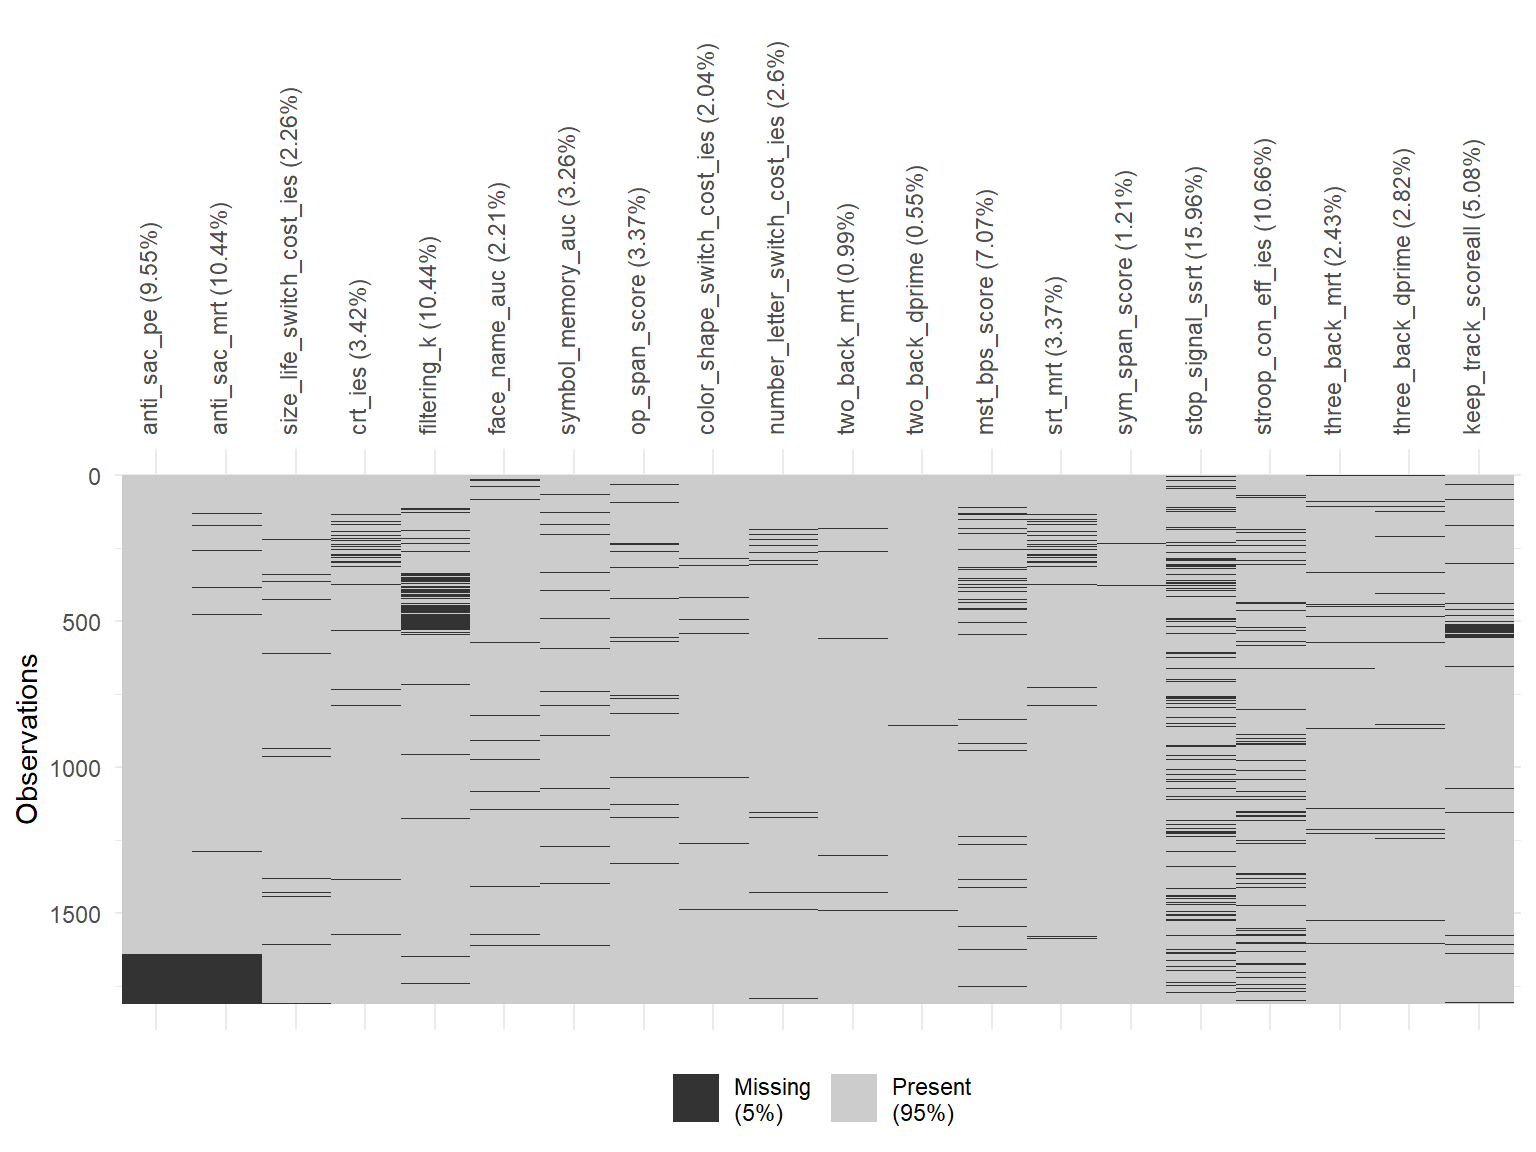 anti_sac_pe (9.55%)
anti_sac_mrt (10.44%)
size_life_switch_cost_ies (2.26%)
crt_ies (3.42%)
filtering_k (10.44%)
face_name_auc (2.21%)
symbol_memory_auc (3.26%)
op_span_score (3.37%)
color_shape_switch_cost_ies (2.04%)
number_letter_switch_cost_ies (2.6%)
two_back_mrt (0.99%)
two_back_dprime (0.55%)
mst_bps_score (7.07%)
srt_mrt (3.37%)
sym_span_score (1.21%)
stop_signal_ssrt (15.96%)
stroop_con_eff_ies (10.66%)
three_back_mrt (2.43%)
three_back_dprime (2.82%)
keep_track_scoreall (5.08%)
0
500
1000
1500
Observations
Missing
(5%)
Present
(95%)